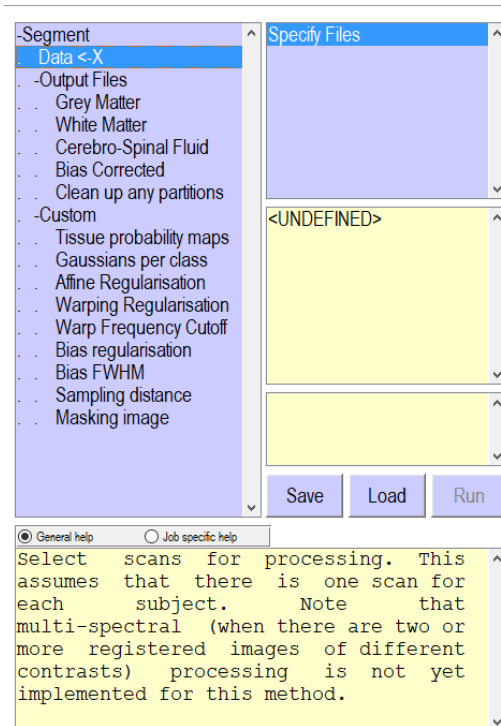 -Segment
. Data <-X
. -Output Files
. . Grey Matter
. . White Matter
. . Cerebro-Spinal Fluid
. . Bias Corrected
. . Clean up any partitions
. -Custom
. . Tissue probability maps
. . Gaussians per class
. . Affine Regularisation
. . Warping Regularisation
. . Warp Frequency Cutoff
. . Bias regularisation
. . Bias FWHM
. . Sampling distance
. . Masking image
Specify Files
<UNDEFINED>
Save Load Run
General help Job specific help
Select scans for processing. This
assumes that there is one scan for
each subject. Note that
multi-spectral (when there are two or
more registered images of different
contrasts) processing is not yet
implemented for this method.